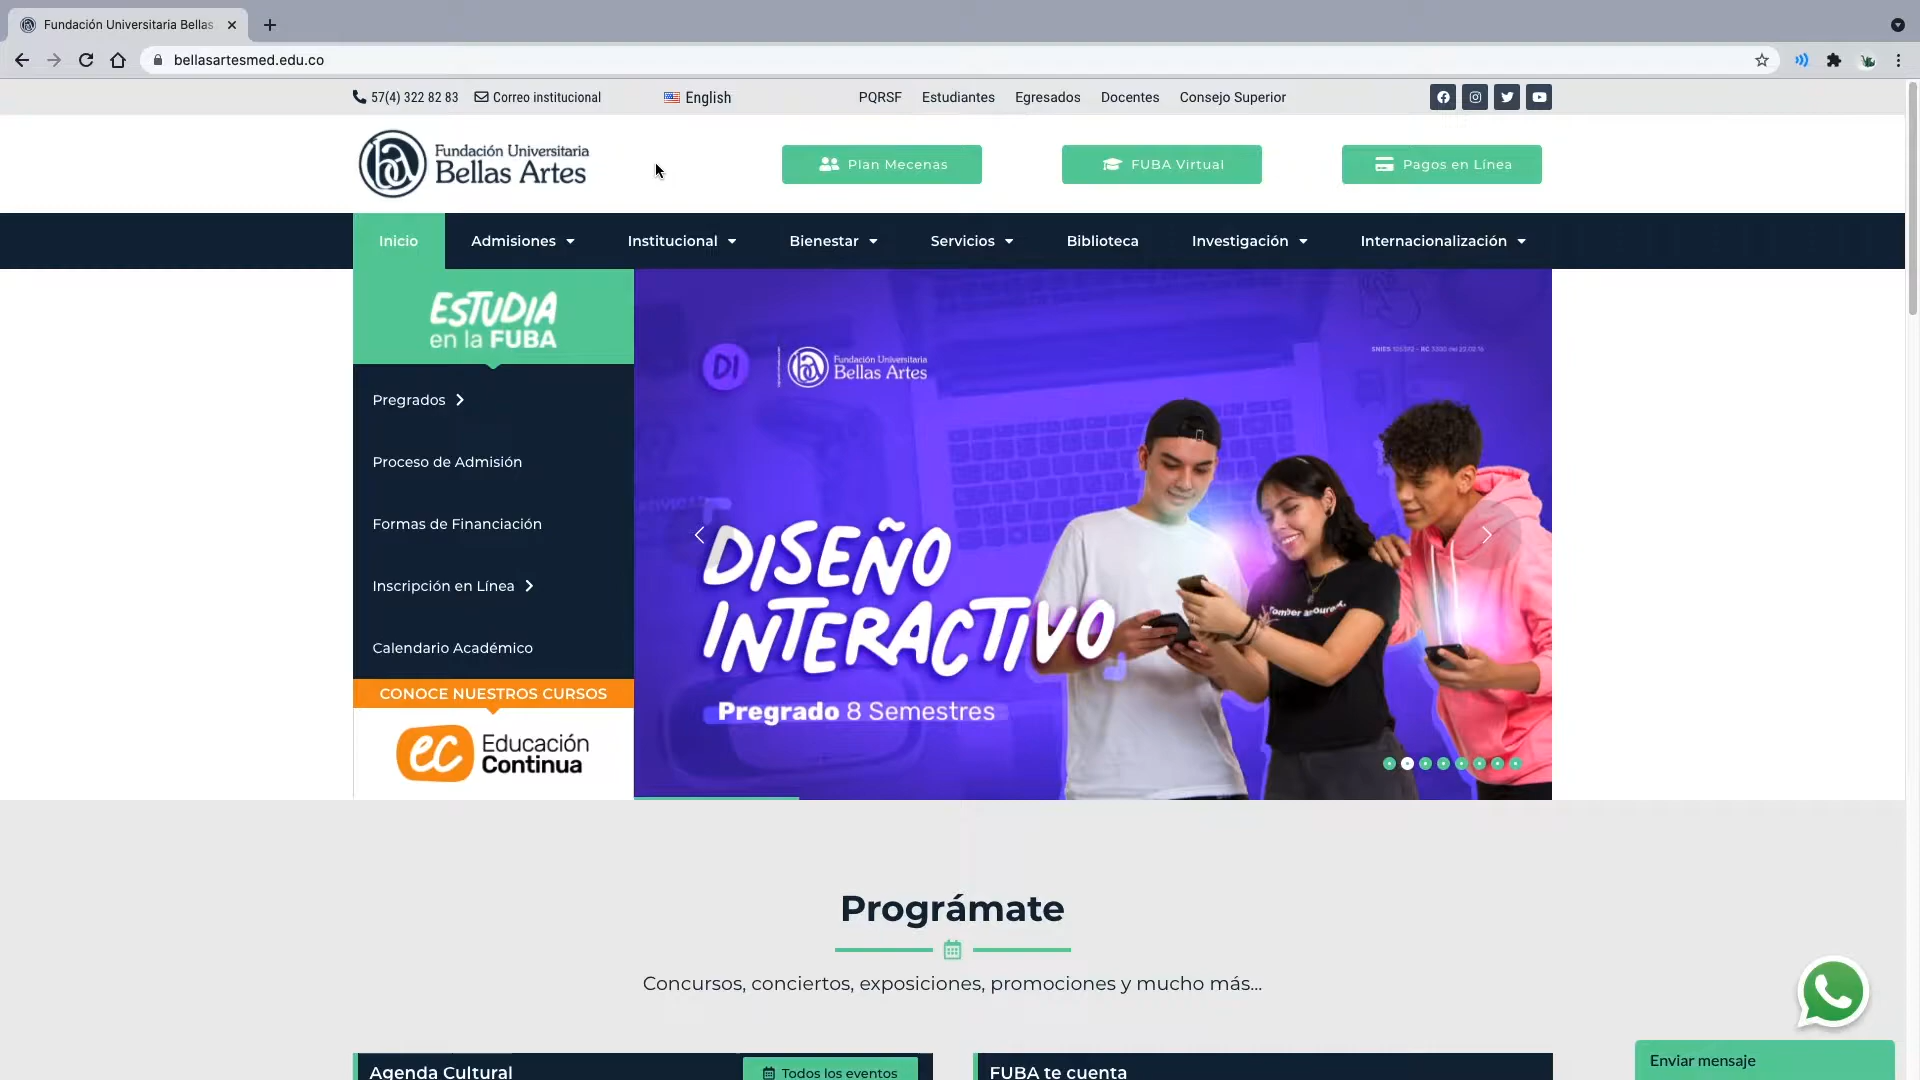 Fundación Universitaria Bellas
bellasartesmed.edu.co
57(4) 322 82 83
Correo institucional
English
PQRSF
Estudiantes
Egresados
Docentes
Consejo Superior
Fundación Universitaria
Bellas Artes
Plan Mecenas
FUBA Virtual
Pagos en Línea
Inicio
Admisiones
Institucional
Bienestar
Servicios
Biblioteca
Investigación
Internacionalización
ESTUDIA
en la FUBA
Pregrados
Proceso de Admisión
Formas de Financiación
Inscripción en Línea
Calendario Académico
CONOCE NUESTROS CURSOS
ec Educación
Continua
DI
Fundación Universitaria
Bellas Artes
DISEÑO
INTERACTIVO
Pregrado 8 Semestres
Prográmate
Concursos, conciertos, exposiciones, promociones y mucho más...
Agenda Cultural
Todos los eventos
FUBA te cuenta
Enviar mensaje